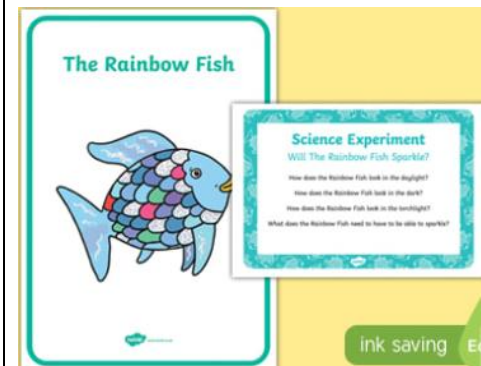 The Rainbow Fish
Science Experiment
Will The Rainbow Fish Sparkle?
How does the Rainbow Fish look in the daylight?
How does the Rainbow Fish look in the dark?
How does the Rainbow Fish look in the torchlight?
What does the Rainbow Fish need to have to be able to sparkle?
ink saving